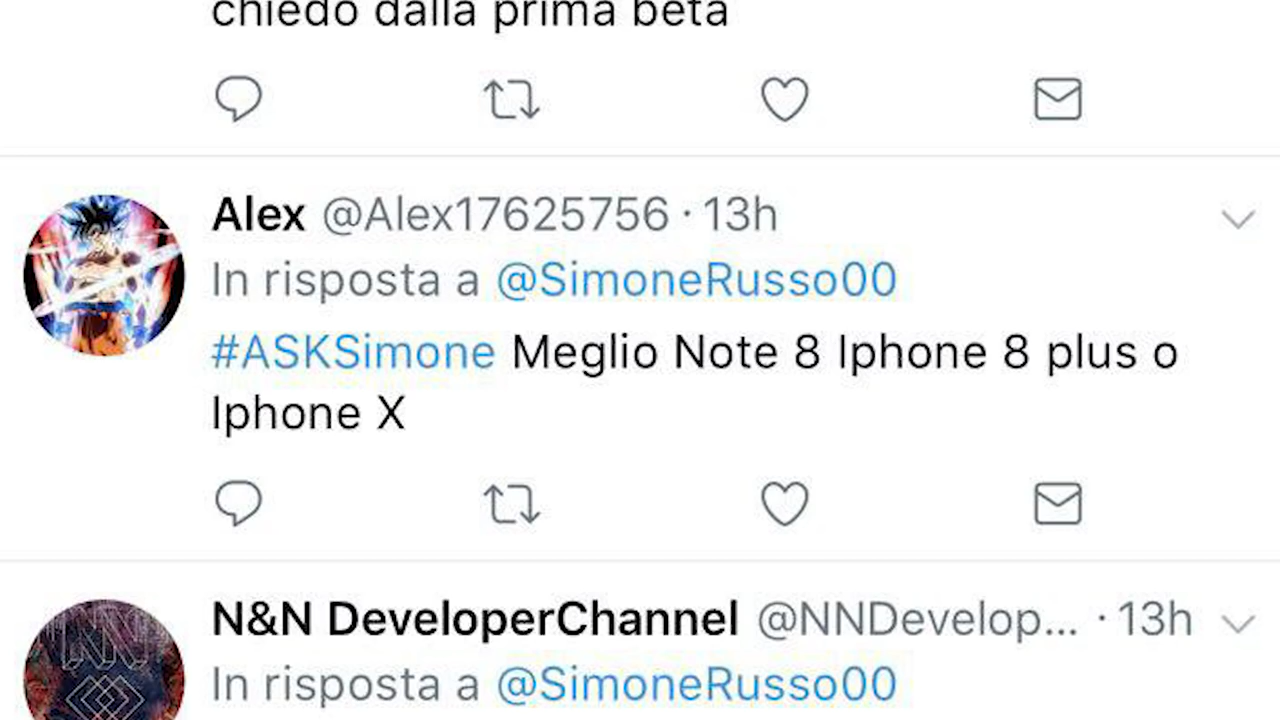 chiedo dalla prima beta
Alex @Alex17625756 · 13h
In risposta a @SimoneRusso00
#ASKSimone Meglio Note 8 Iphone 8 plus o
Iphone X
N&N DeveloperChannel @NNDevelop... · 13h
In risposta a @SimoneRusso00